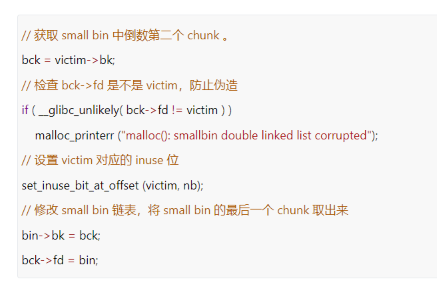 // 获取 small bin 中倒数第二个 chunk 。
bck = victim->bk;
// 检查 bck->fd 是不是 victim，防止伪造
if ( __glibc_unlikely( bck->fd != victim ) )
malloc_printerr ("malloc(): smallbin double linked list corrupted");
// 设置 victim 对应的 inuse 位
set_inuse_bit_at_offset (victim, nb);
// 修改 small bin 链表，将 small bin 的最后一个 chunk 取出来
bin->bk = bck;
bck->fd = bin;